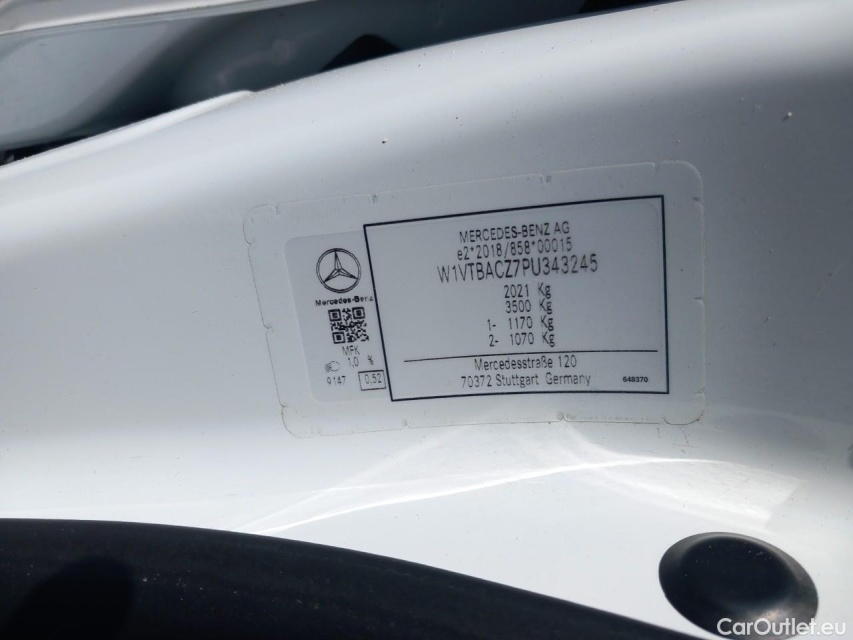 MERCEDES-BENZ AG
e2*2018/858*00015
W1VTBACZ7PU343245
2021 Kg
3500 Kg
1- 1170 Kg
2- 1070 Kg
Mercedesstraße 120
70372 Stuttgart Germany
648370
Mercedes-Benz
MFK
1,0 %
9147 0.52
CarOutlet.eu